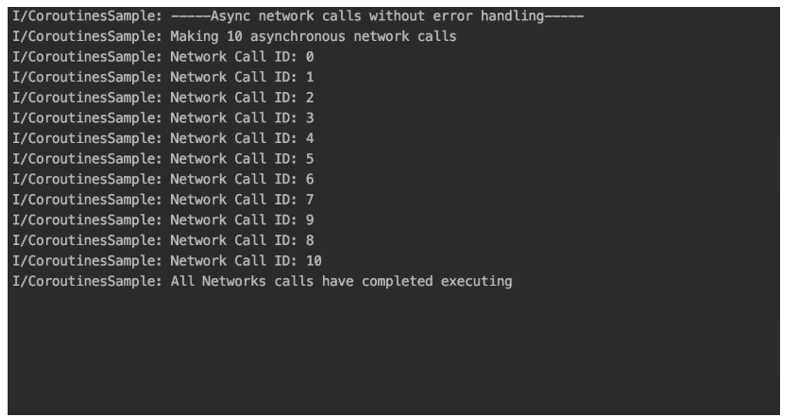 I/CoroutinesSample: -----Async network calls without error handling-----
I/CoroutinesSample: Making 10 asynchronous network calls
I/CoroutinesSample: Network Call ID: 0
I/CoroutinesSample: Network Call ID: 1
I/CoroutinesSample: Network Call ID: 2
I/CoroutinesSample: Network Call ID: 3
I/CoroutinesSample: Network Call ID: 4
I/CoroutinesSample: Network Call ID: 5
I/CoroutinesSample: Network Call ID: 6
I/CoroutinesSample: Network Call ID: 7
I/CoroutinesSample: Network Call ID: 9
I/CoroutinesSample: Network Call ID: 8
I/CoroutinesSample: Network Call ID: 10
I/CoroutinesSample: All Networks calls have completed executing